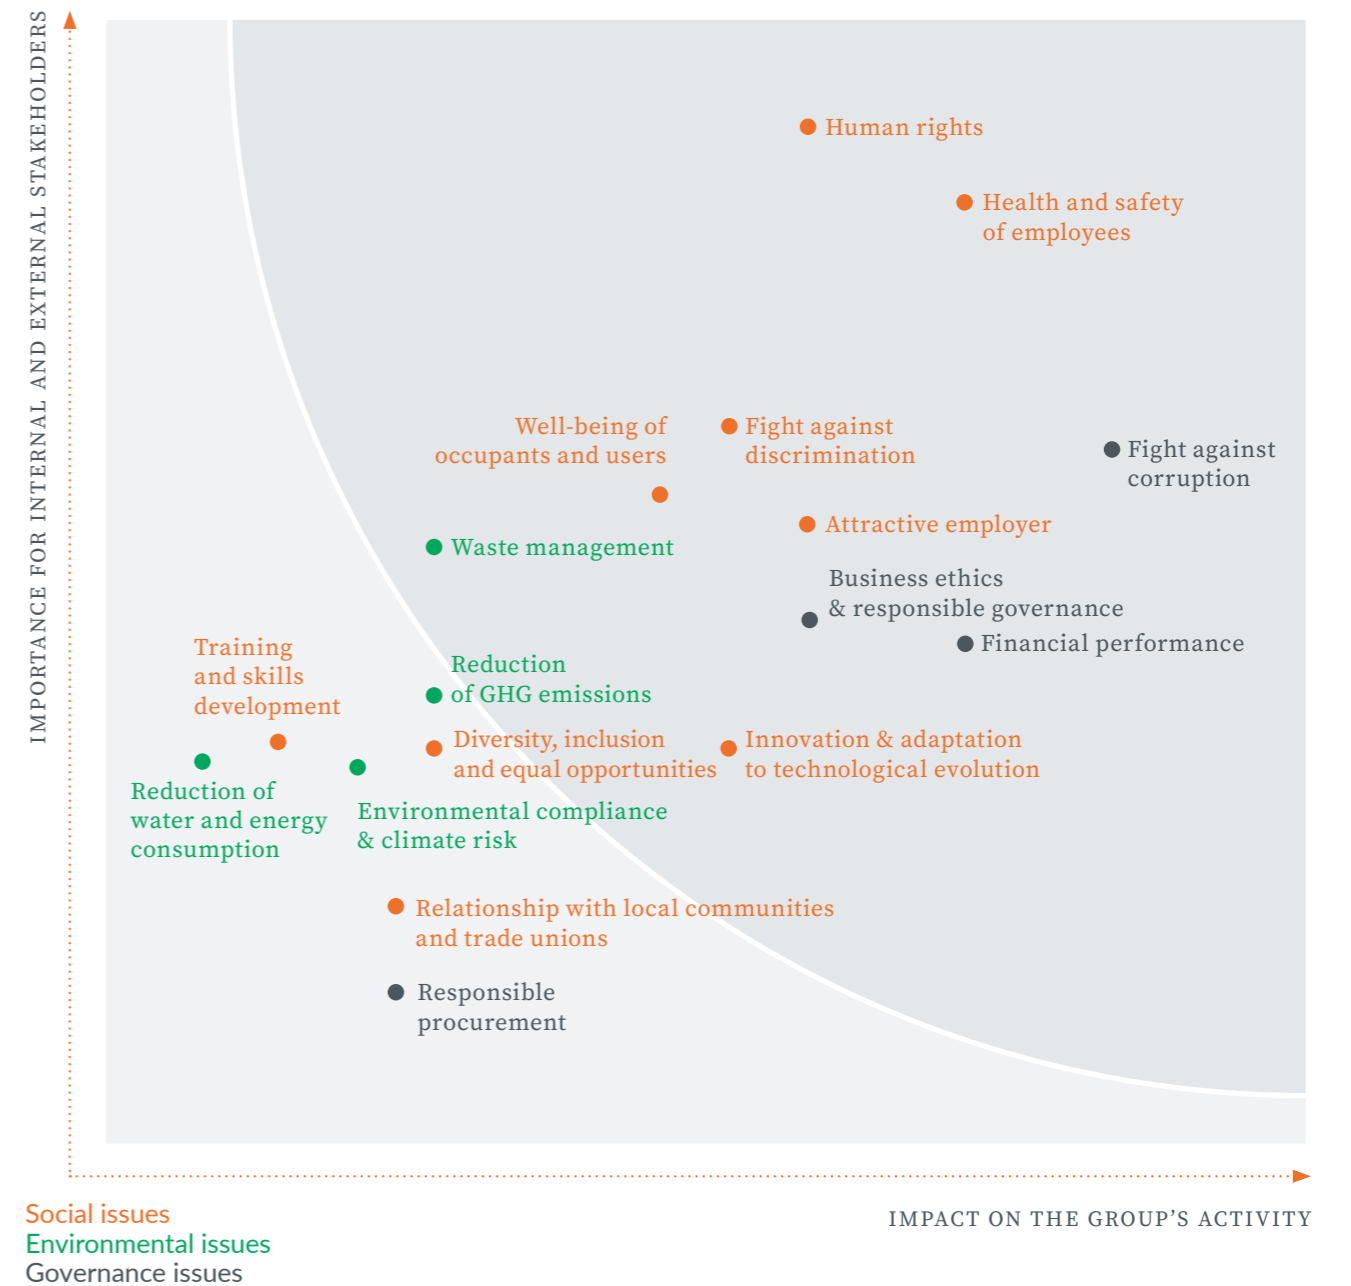 IMPORTANCE FOR INTERNAL AND EXTERNAL STAKEHOLDERS
Human rights
Health and safety
of employees
Well-being of
occupants and users
Fight against
discrimination
Fight against
corruption
Attractive employer
Waste management
Business ethics
& responsible governance
Financial performance
Training
and skills
development
Reduction
of GHG emissions
Diversity, inclusion
and equal opportunities
Innovation & adaptation
to technological evolution
Reduction of
water and energy
consumption
Environmental compliance
& climate risk
Relationship with local communities
and trade unions
Responsible
procurement
Social issues
Environmental issues
Governance issues
IMPACT ON THE GROUP’S ACTIVITY